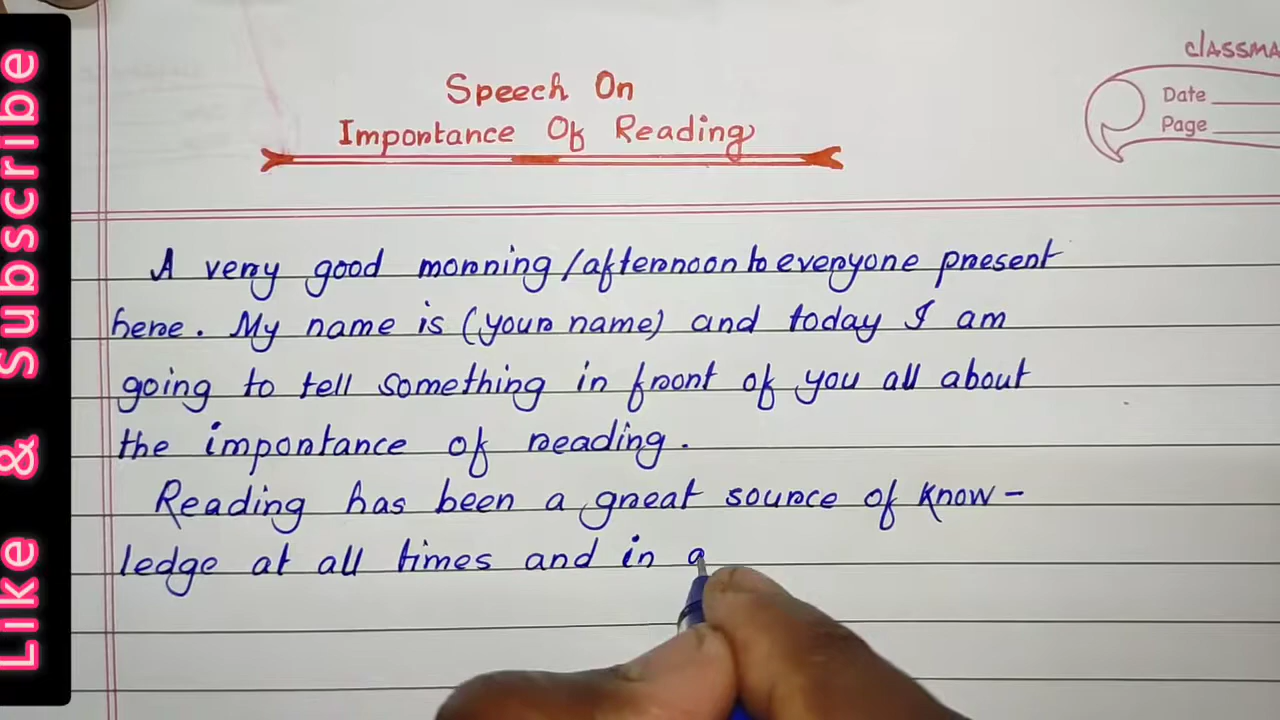 Like & Subscribe
classma
Date
Page
Speech On
Importance Of Reading
A very good morning/afternoon to everyone present
here. My name is (your name) and today I am
going to tell something in front of you all about
the importance of reading.
Reading has been a great source of know-
ledge at all times and in a